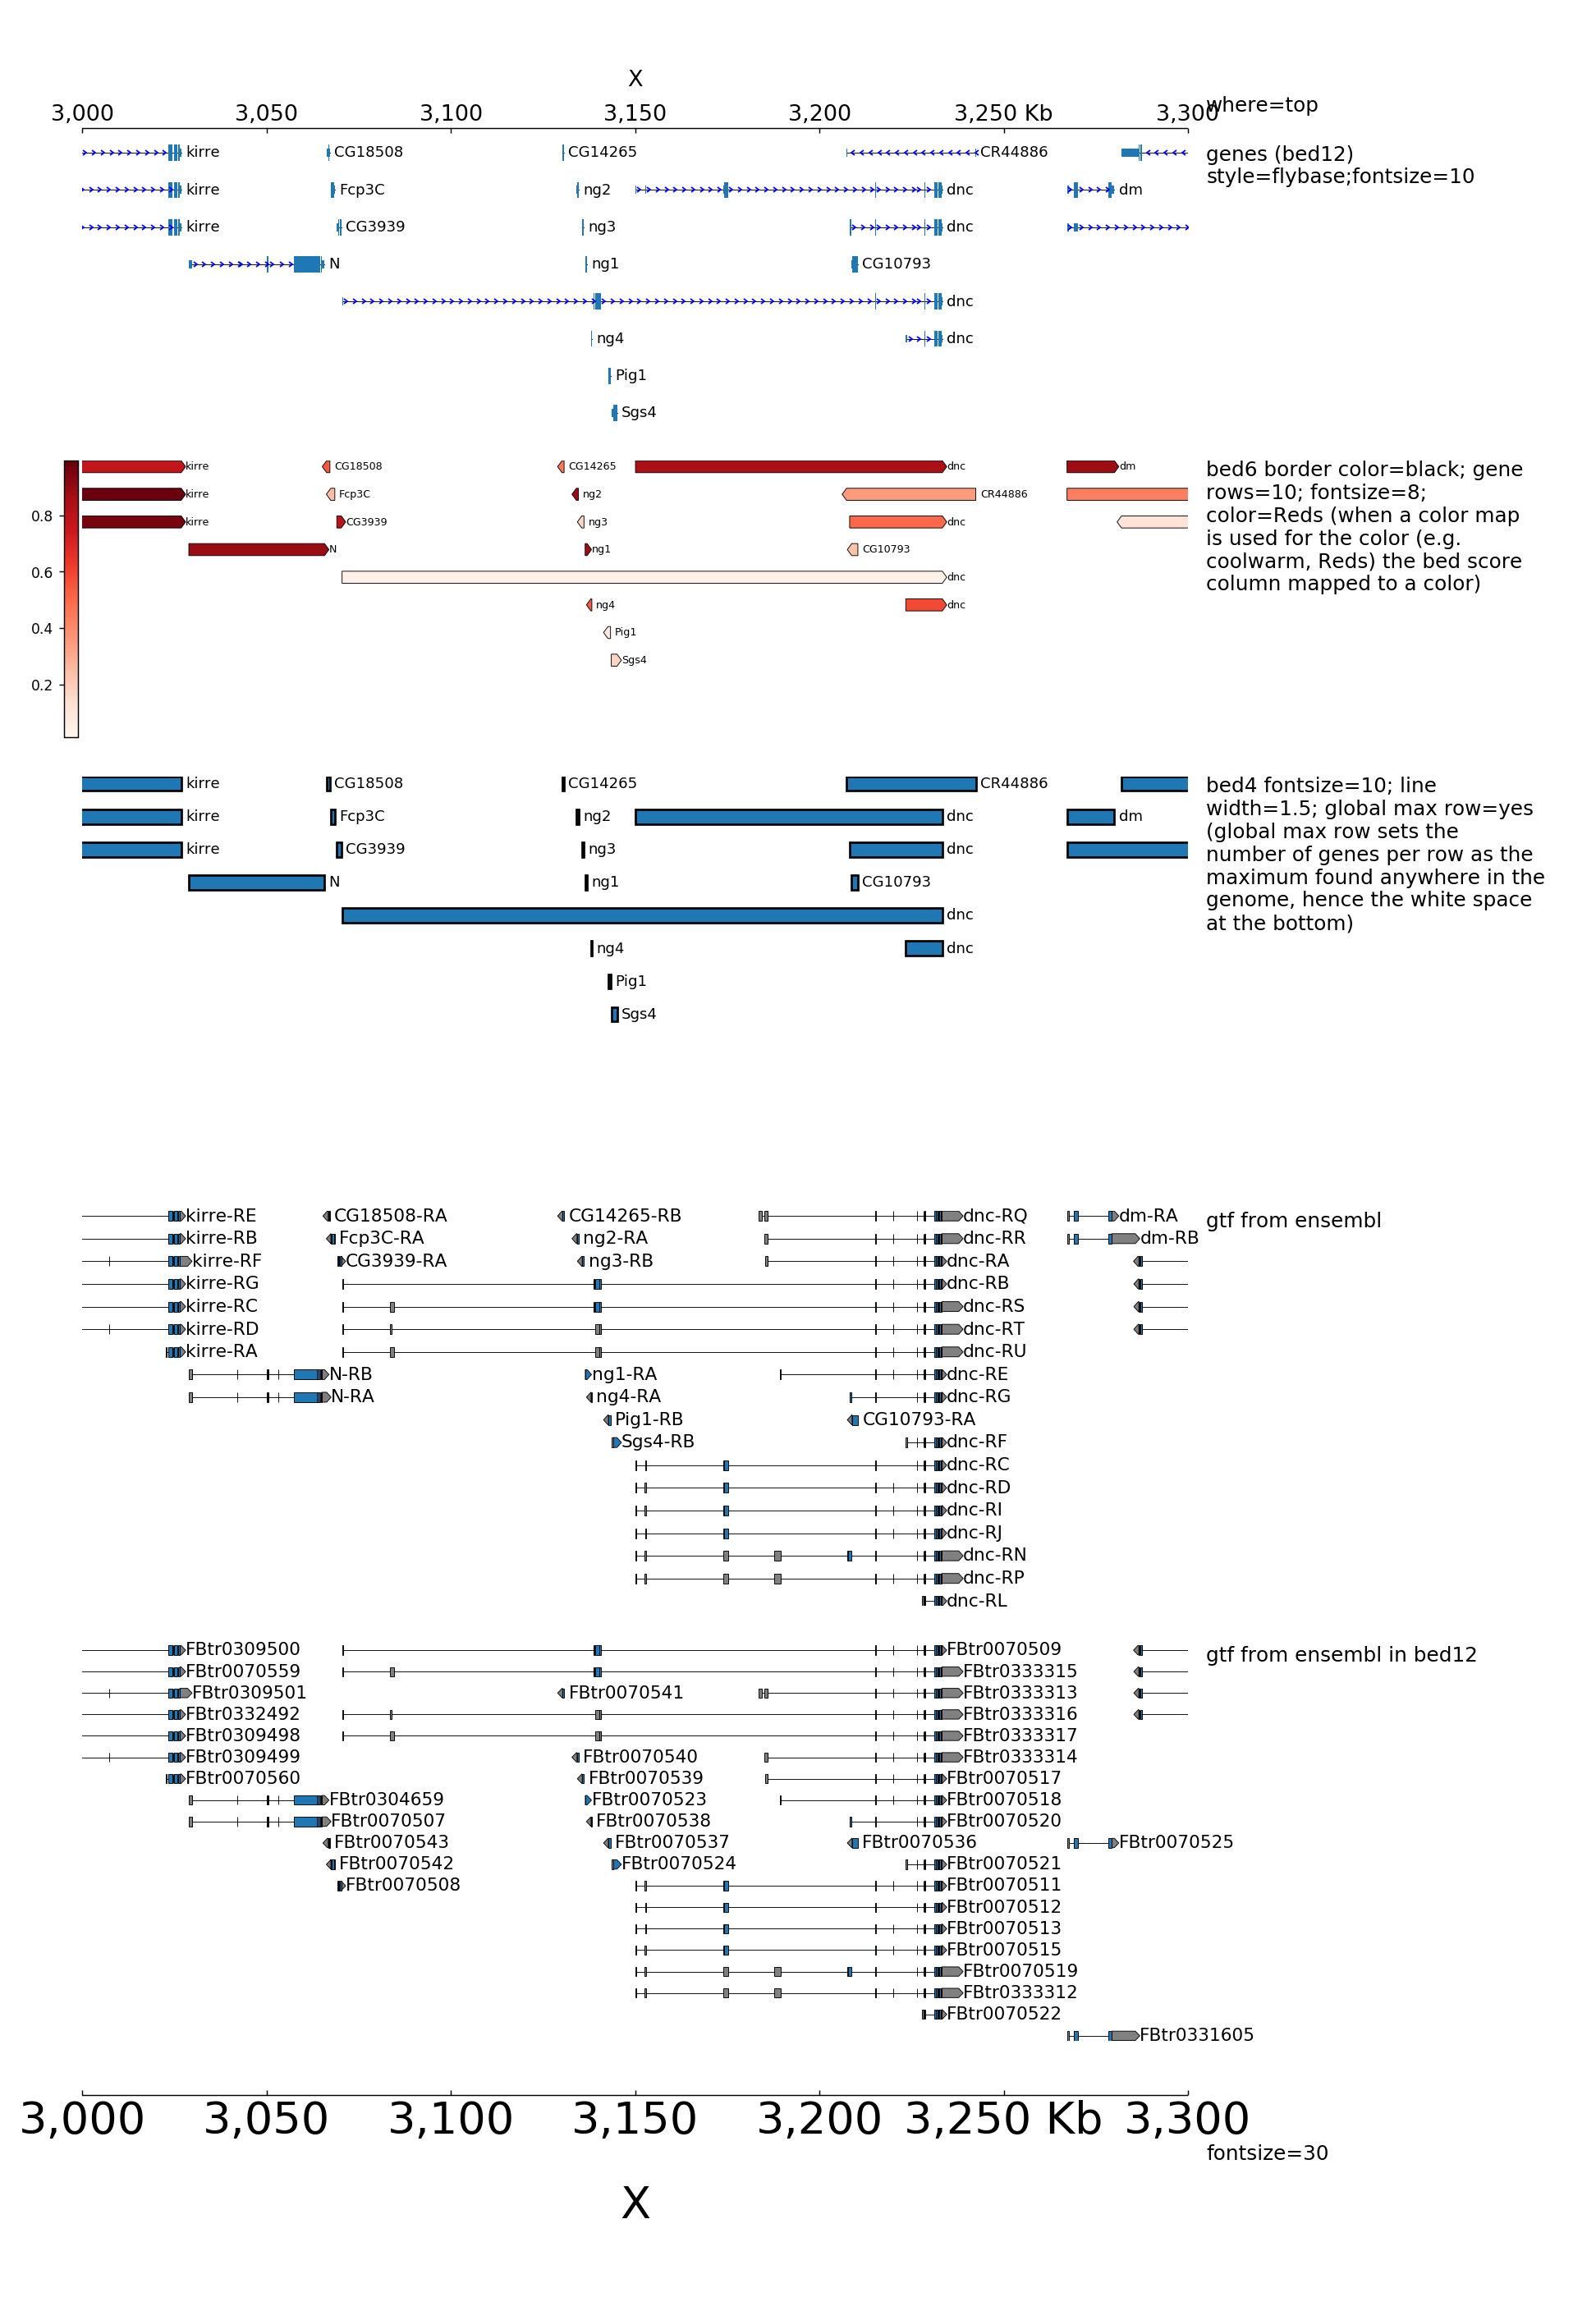 X
3,000 3,050 3,100 3,150 3,200 3,250 Kb 3,300
where=top
kirre CG18508 CG14265 CR44886
genes (bed12)
style=flybase;fontsize=10
kirre Fcp3C ng2 dnc dm
kirre CG3939 ng3 dnc
N ng1 CG10793
dnc
ng4 dnc
Pig1
Sgs4
kirre CG18508 CG14265 dnc dm
kirre Fcp3C ng2 CR44886
kirre CG3939 ng3 dnc
N ng1 CG10793
dnc
ng4 dnc
Pig1
Sgs4
0.8
0.6
0.4
0.2
bed6 border color=black; gene
rows=10; fontsize=8;
color=Reds (when a color map
is used for the color (e.g.
coolwarm, Reds) the bed score
column mapped to a color)
kirre CG18508 CG14265 CR44886
kirre Fcp3C ng2 dnc dm
kirre CG3939 ng3 dnc
N ng1 CG10793
dnc
ng4 dnc
Pig1
Sgs4
bed4 fontsize=10; line
width=1.5; global max row=yes
(global max row sets the
number of genes per row as the
maximum found anywhere in the
genome, hence the white space
at the bottom)
kirre-RE CG18508-RA CG14265-RB dnc-RQ dm-RA
gtf from ensembl
kirre-RB Fcp3C-RA ng2-RA dnc-RR dm-RB
kirre-RF CG3939-RA ng3-RB dnc-RA
kirre-RG dnc-RB
kirre-RC dnc-RS
kirre-RD dnc-RT
kirre-RA dnc-RU
N-RB ng1-RA dnc-RE
N-RA ng4-RA dnc-RG
Pig1-RB CG10793-RA
Sgs4-RB dnc-RF
dnc-RC
dnc-RD
dnc-RI
dnc-RJ
dnc-RN
dnc-RP
dnc-RL
FBtr0309500 FBtr0070509
gtf from ensembl in bed12
FBtr0070559 FBtr0333315
FBtr0309501 FBtr0070541 FBtr0333313
FBtr0332492 FBtr0333316
FBtr0309498 FBtr0333317
FBtr0309499 FBtr0070540 FBtr0333314
FBtr0070560 FBtr0070539 FBtr0070517
FBtr0304659 FBtr0070523 FBtr0070518
FBtr0070507 FBtr0070538 FBtr0070520
FBtr0070543 FBtr0070537 FBtr0070536 FBtr0070525
FBtr0070542 FBtr0070524 FBtr0070521
FBtr0070508 FBtr0070511
FBtr0070512
FBtr0070513
FBtr0070515
FBtr0070519
FBtr0333312
FBtr0070522
FBtr0331605
3,000 3,050 3,100 3,150 3,200 3,250 Kb 3,300
fontsize=30
X